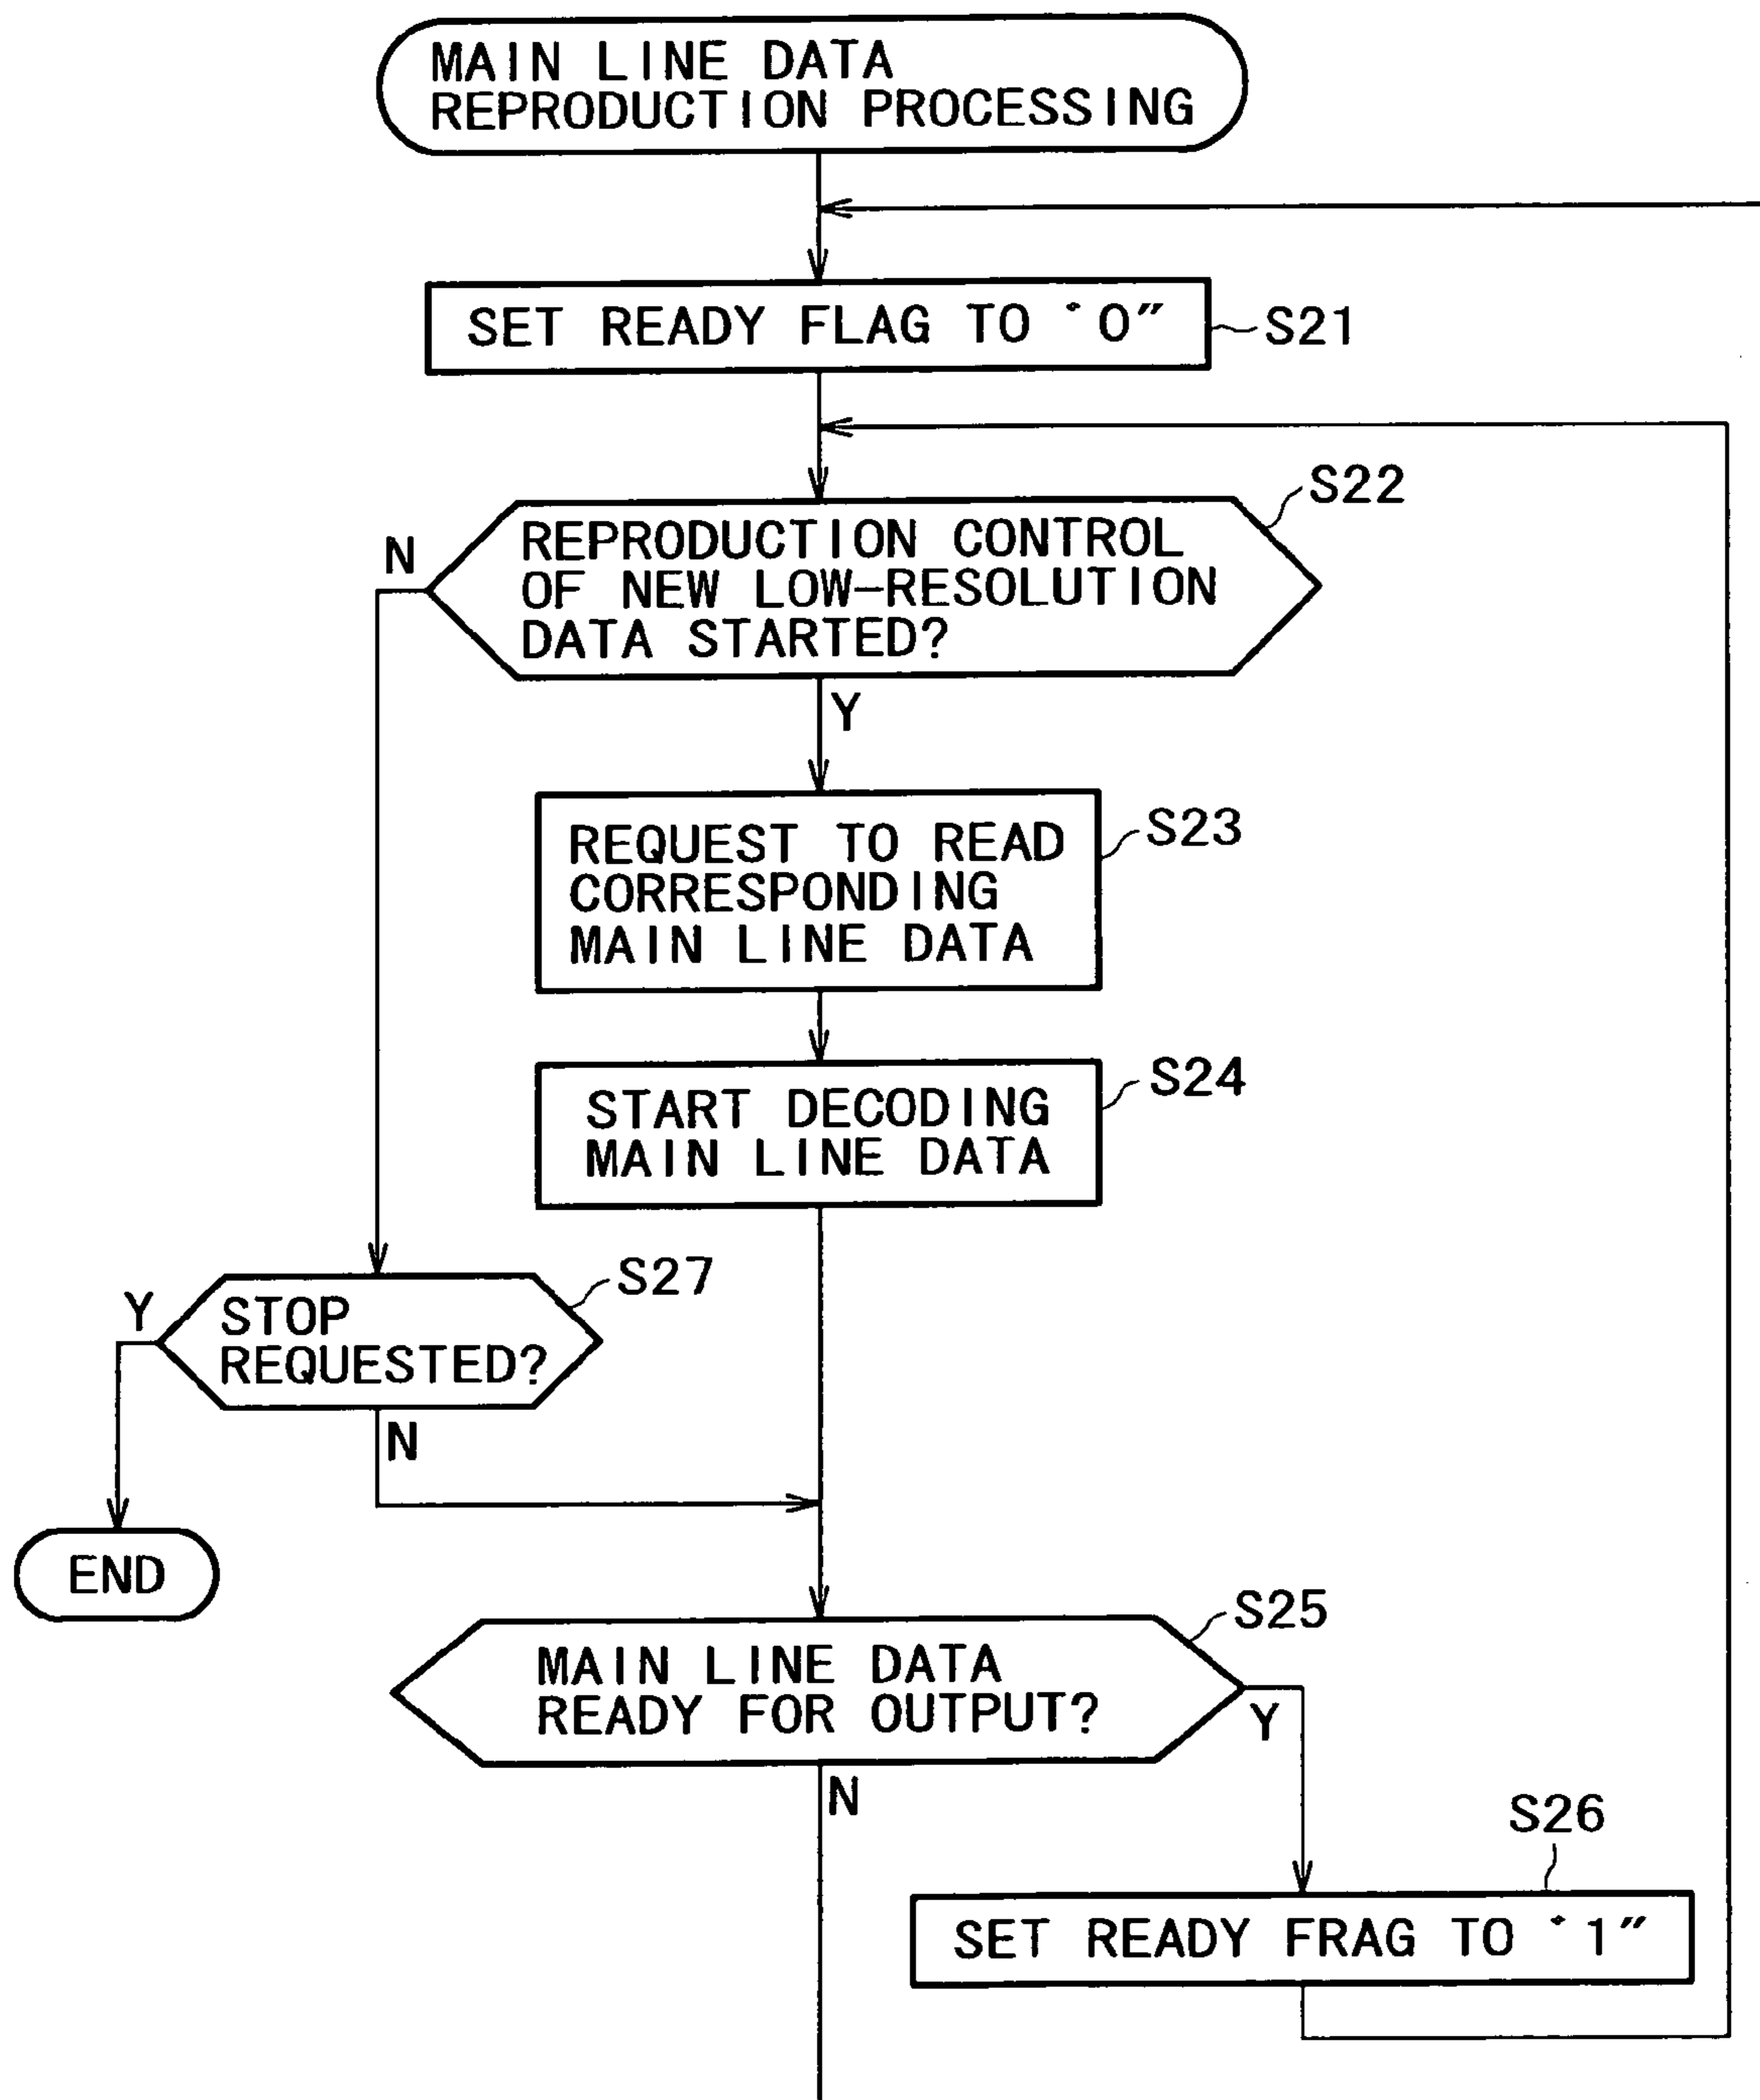 MAIN LINE DATA
REPRODUCTION PROCESSING
SET READY FLAG TO "0"
S21
S22
N
REPRODUCTION CONTROL
OF NEW LOW-RESOLUTION
DATA STARTED?
Y
S23
REQUEST TO READ
CORRESPONDING
MAIN LINE DATA
S24
START DECODING
MAIN LINE DATA
S27
Y
STOP
REQUESTED?
N
END
S25
MAIN LINE DATA
READY FOR OUTPUT?
Y
N
S26
SET READY FRAG TO "1"